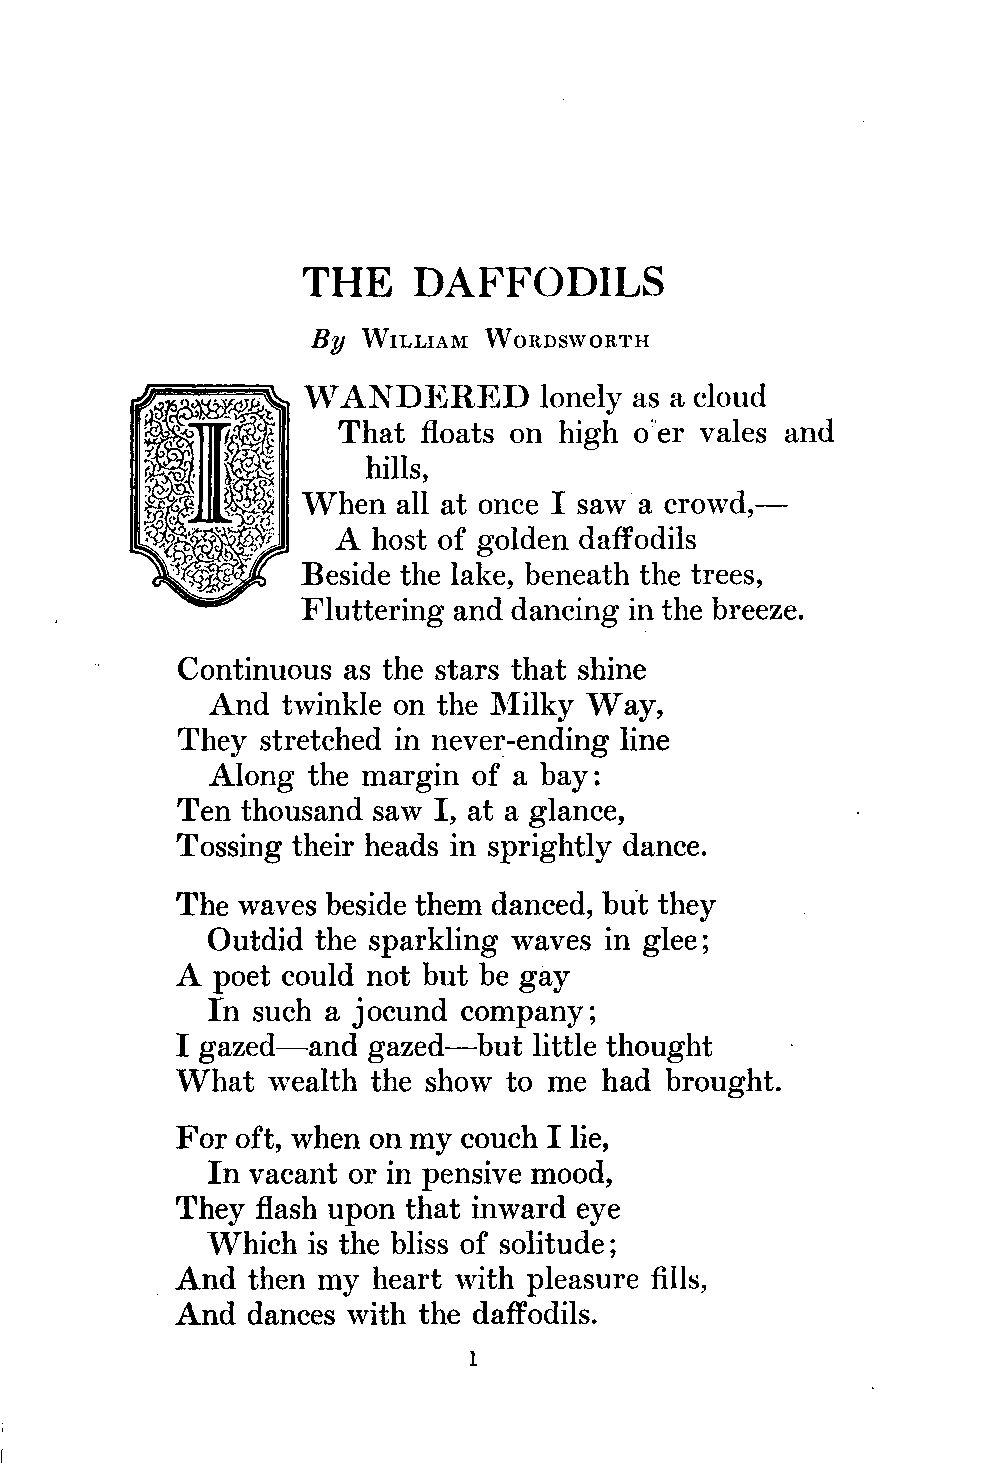 THE DAFFODILS
By WILLIAM WORDSWORTH
I WANDERED lonely as a cloud
That floats on high o'er vales and
hills,
When all at once I saw a crowd,—
A host of golden daffodils
Beside the lake, beneath the trees,
Fluttering and dancing in the breeze.
Continuous as the stars that shine
And twinkle on the Milky Way,
They stretched in never-ending line
Along the margin of a bay:
Ten thousand saw I, at a glance,
Tossing their heads in sprightly dance.
The waves beside them danced, but they
Outdid the sparkling waves in glee;
A poet could not but be gay
In such a jocund company;
I gazed—and gazed—but little thought
What wealth the show to me had brought.
For oft, when on my couch I lie,
In vacant or in pensive mood,
They flash upon that inward eye
Which is the bliss of solitude;
And then my heart with pleasure fills,
And dances with the daffodils.
1